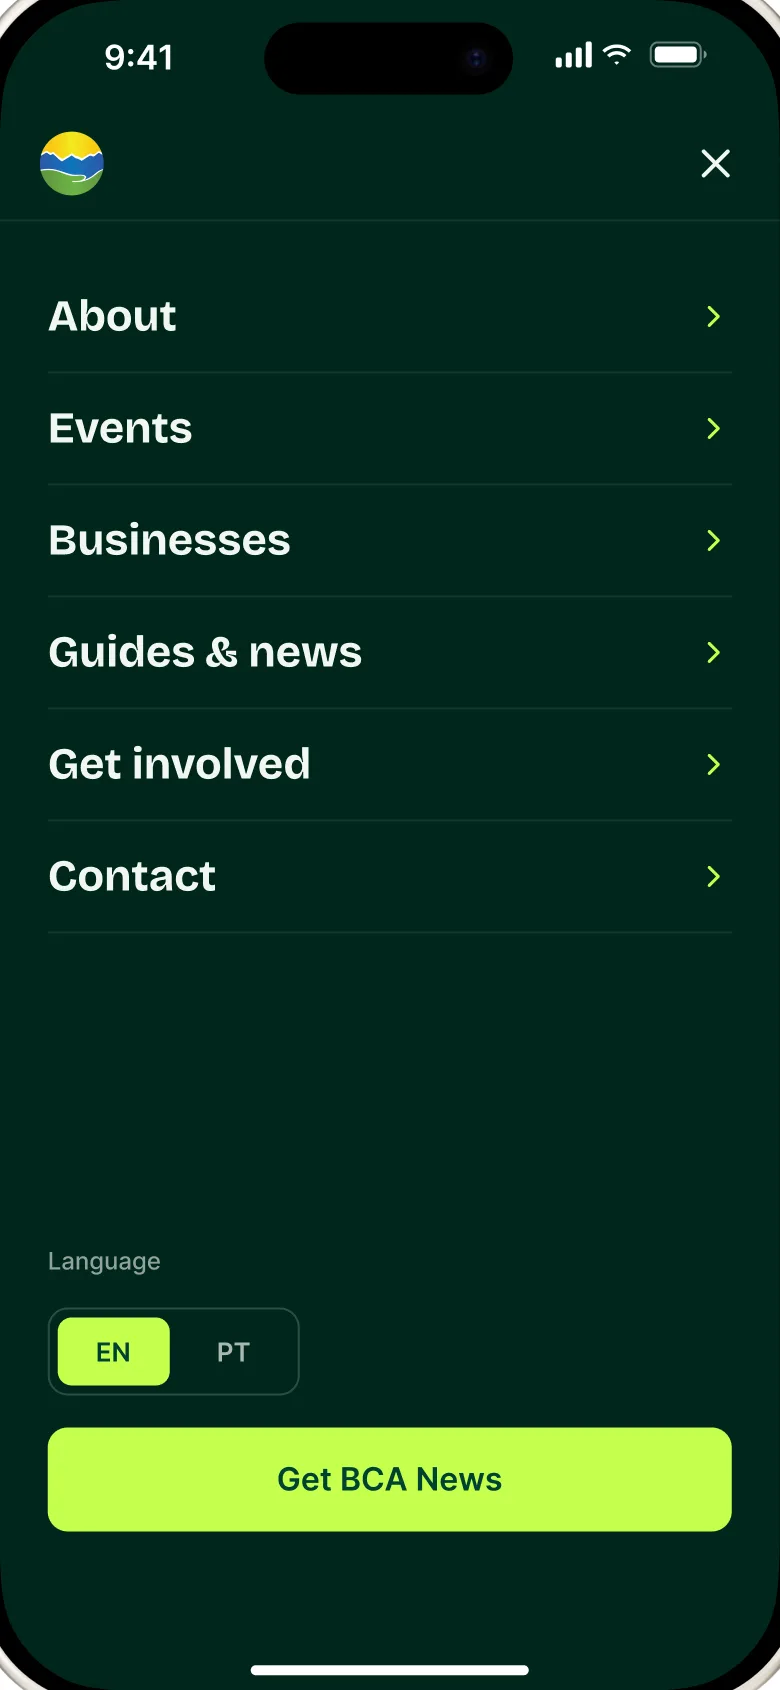 9:41
About
Events
Businesses
Guides & news
Get involved
Contact
Language
EN PT
Get BCA News